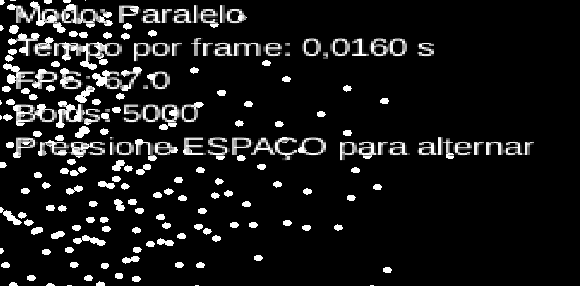 Modo: Paralelo
Tempo por frame: 0,0160 s
FPS: 67.0
Boids: 5000
Pressione ESPAÇO para alternar